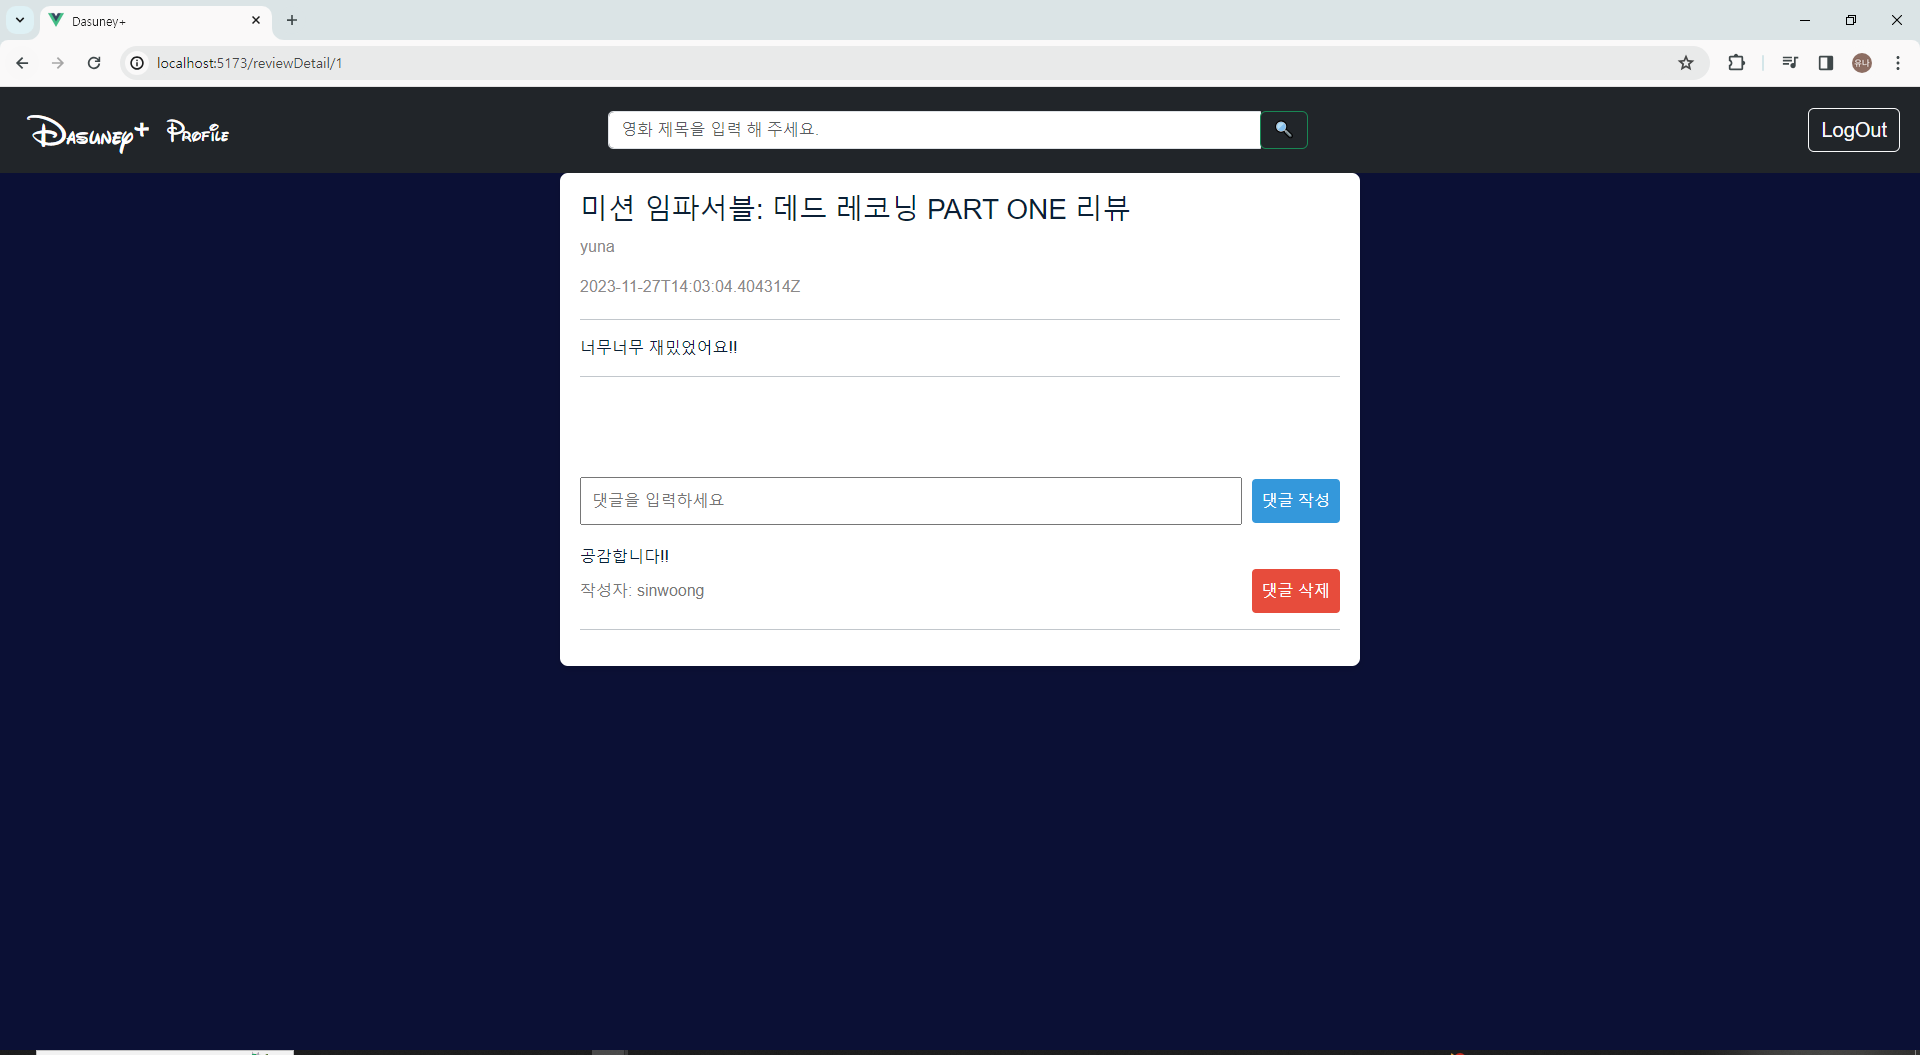 Dasuney+
localhost:5173/reviewDetail/1
유나
Dasuney+ Profile
영화 제목을 입력 해 주세요.
LogOut
미션 임파서블: 데드 레코닝 PART ONE 리뷰
yuna
2023-11-27T14:03:04.404314Z
너무너무 재밌었어요!!
댓글을 입력하세요
댓글 작성
공감합니다!!
작성자: sinwoong
댓글 삭제